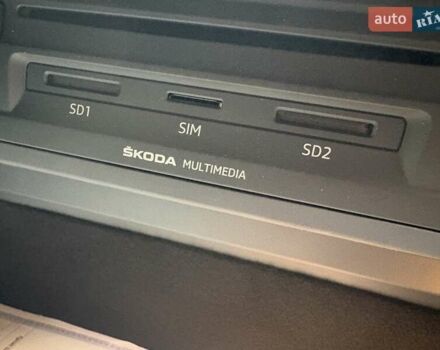 auto RIA
SD1
SIM
SD2
ŠKODA MULTIMEDIA